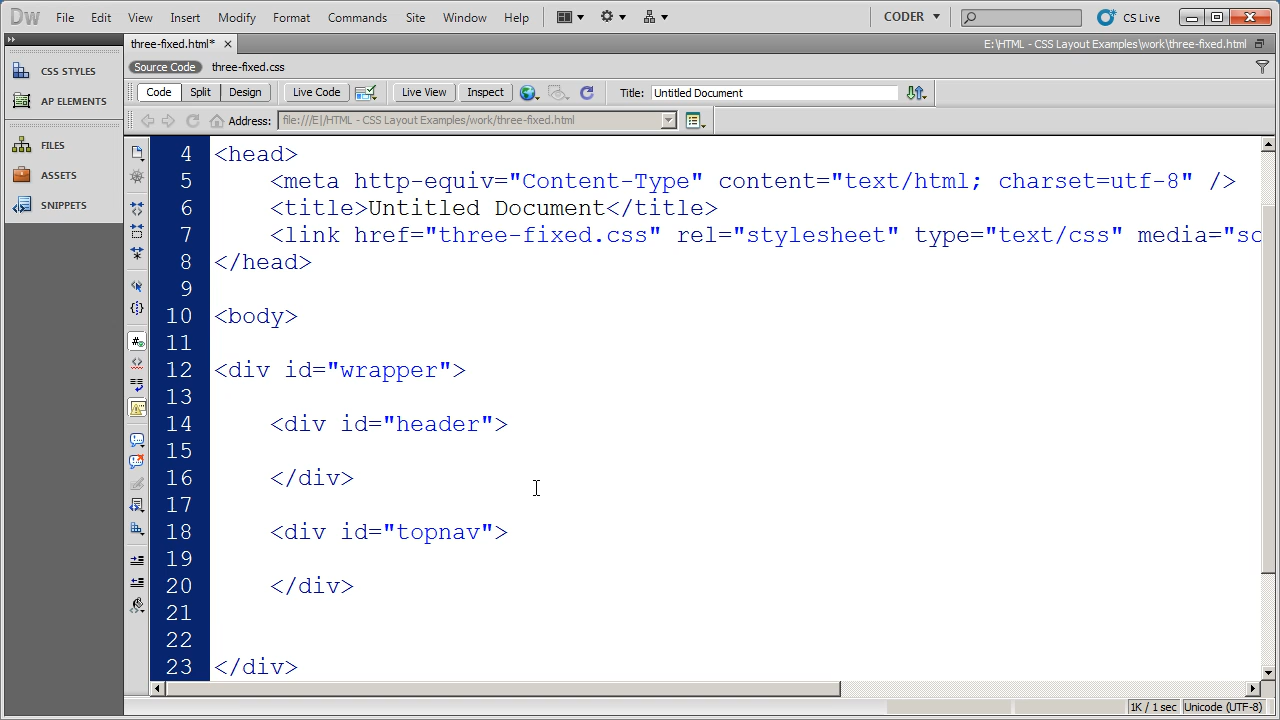 Dw File Edit View Insert Modify Format Commands Site Window Help CODER CS Live
three-fixed.html* E:\HTML - CSS Layout Examples\work\three-fixed.html
Source Code three-fixed.css
Code Split Design Live Code Live View Inspect Title: Untitled Document
Address: file:///E|/HTML - CSS Layout Examples/work/three-fixed.html
CSS STYLES
AP ELEMENTS
FILES
ASSETS
SNIPPETS
4 <head>
5 <meta http-equiv="Content-Type" content="text/html; charset=utf-8" />
6 <title>Untitled Document</title>
7 <link href="three-fixed.css" rel="stylesheet" type="text/css" media="sc
8 </head>
9
10 <body>
11
12 <div id="wrapper">
13
14 <div id="header">
15
16 </div>
17
18 <div id="topnav">
19
20 </div>
21
22
23 </div>
1K / 1 sec Unicode (UTF-8)